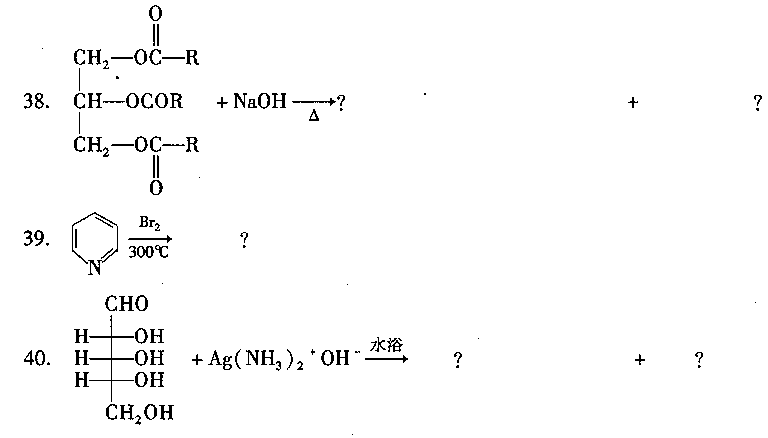 O
CH₂—OC—R
38. CH—OCOR + NaOH —→ ? + ?
Δ
CH₂—OC—R
O
39. N Br₂ 300℃ ?
CHO
H OH
40. H OH + Ag(NH₃)₂⁺OH⁻ 水浴 ? + ?
H OH
CH₂OH